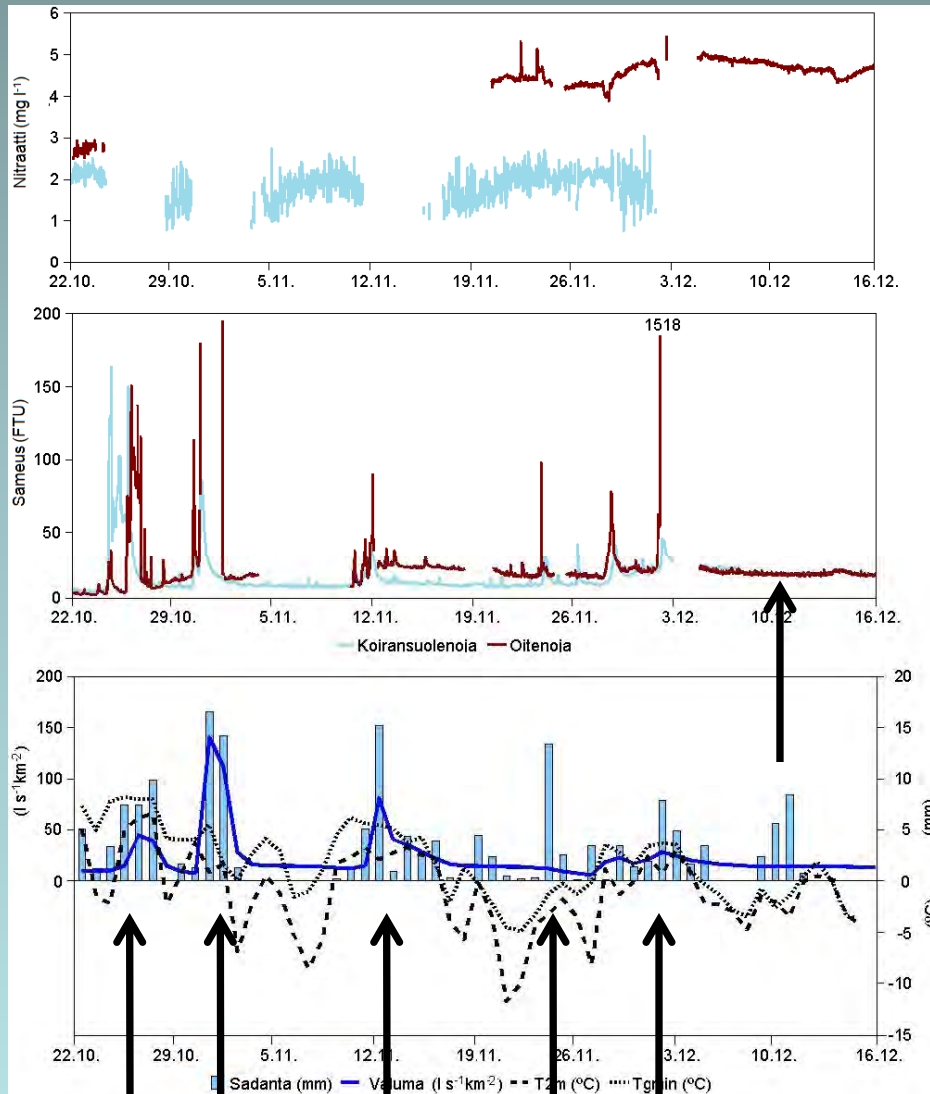 Nitraatti (mg l-1)
6
5
4
3
2
1
0
22.10. 29.10. 5.11. 12.11. 19.11. 26.11. 3.12. 10.12. 16.12.
Sameus (FTU)
200
150
100
50
0
1518
22.10. 29.10. 5.11. 12.11. 19.11. 26.11. 3.12. 10.12. 16.12.
Koiransuolenoja Oitenoja
(l s-1km-2)
200
150
100
50
0
20
15
10
5
0
-5
-10
-15
(mm)
(ºC)
22.10. 29.10. 5.11. 12.11. 19.11. 26.11. 3.12. 10.12. 16.12.
Sadanta (mm) Valuma (l s-1km-2) T2m (ºC) Tgmin (ºC)